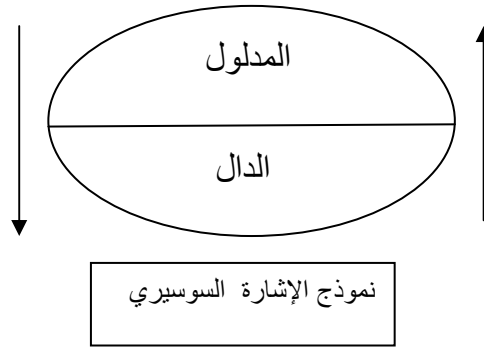 المدلول
الدال
نموذج الإشارة السوسيري